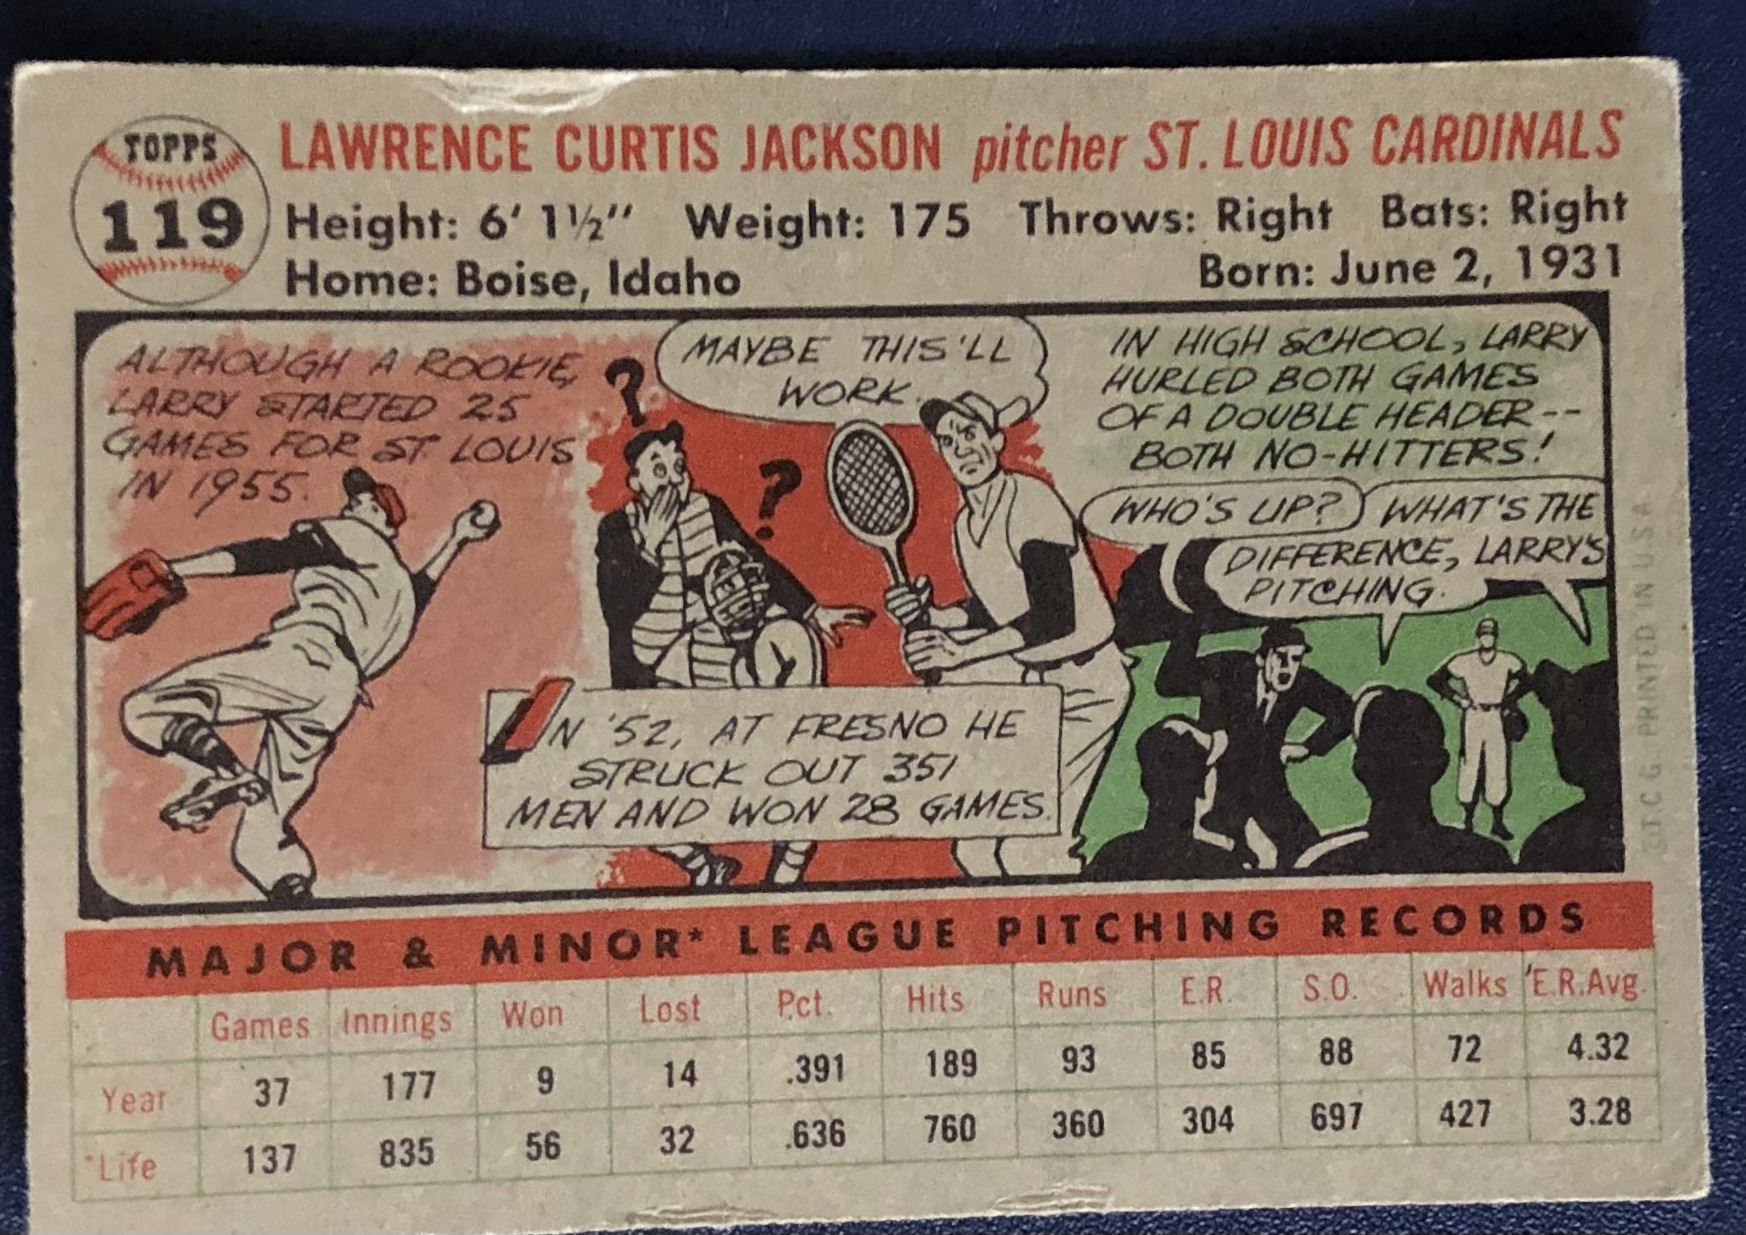 TOPPS
119
LAWRENCE CURTIS JACKSON pitcher ST. LOUIS CARDINALS
Height: 6' 1½" Weight: 175 Throws: Right Bats: Right
Home: Boise, Idaho Born: June 2, 1931
ALTHOUGH A ROOKIE,
LARRY STARTED 25
GAMES FOR ST. LOUIS
IN 1955.
?
?
MAYBE THIS'LL
WORK.
IN '52, AT FRESNO HE
STRUCK OUT 351
MEN AND WON 28 GAMES.
IN HIGH SCHOOL, LARRY
HURLED BOTH GAMES
OF A DOUBLE HEADER--
BOTH NO-HITTERS!
WHO'S UP?
WHAT'S THE
DIFFERENCE, LARRY'S
PITCHING.
©T.C.G. PRINTED IN U.S.A.
MAJOR & MINOR* LEAGUE PITCHING RECORDS
Games Innings Won Lost Pct. Hits Runs E.R. S.O. Walks E.R.Avg.
Year 37 177 9 14 .391 189 93 85 88 72 4.32
*Life 137 835 56 32 .636 760 360 304 697 427 3.28